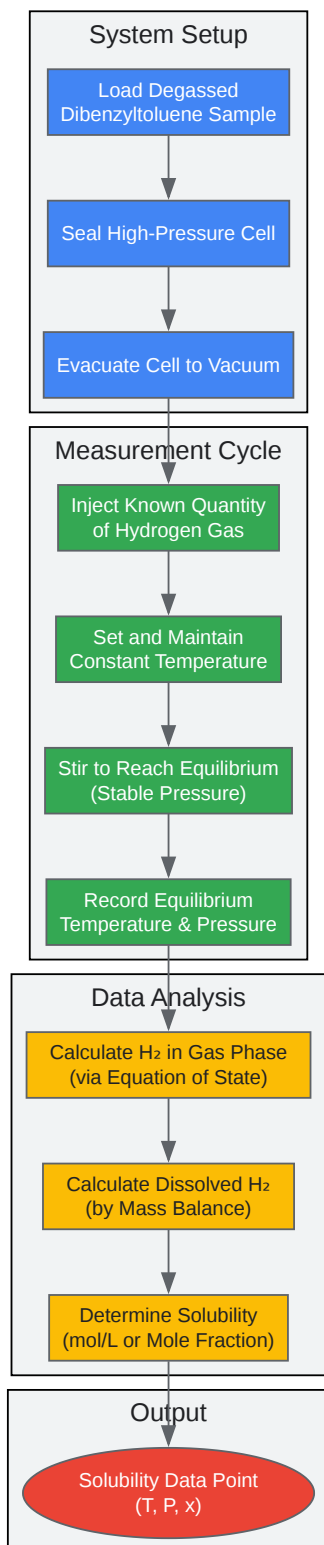 System Setup
Load Degassed
Dibenzyltoluene Sample
Seal High-Pressure Cell
Evacuate Cell to Vacuum
Measurement Cycle
Inject Known Quantity
of Hydrogen Gas
Set and Maintain
Constant Temperature
Stir to Reach Equilibrium
(Stable Pressure)
Record Equilibrium
Temperature & Pressure
Data Analysis
Calculate H₂ in Gas Phase
(via Equation of State)
Calculate Dissolved H₂
(by Mass Balance)
Determine Solubility
(mol/L or Mole Fraction)
Output
Solubility Data Point
(T, P, x)